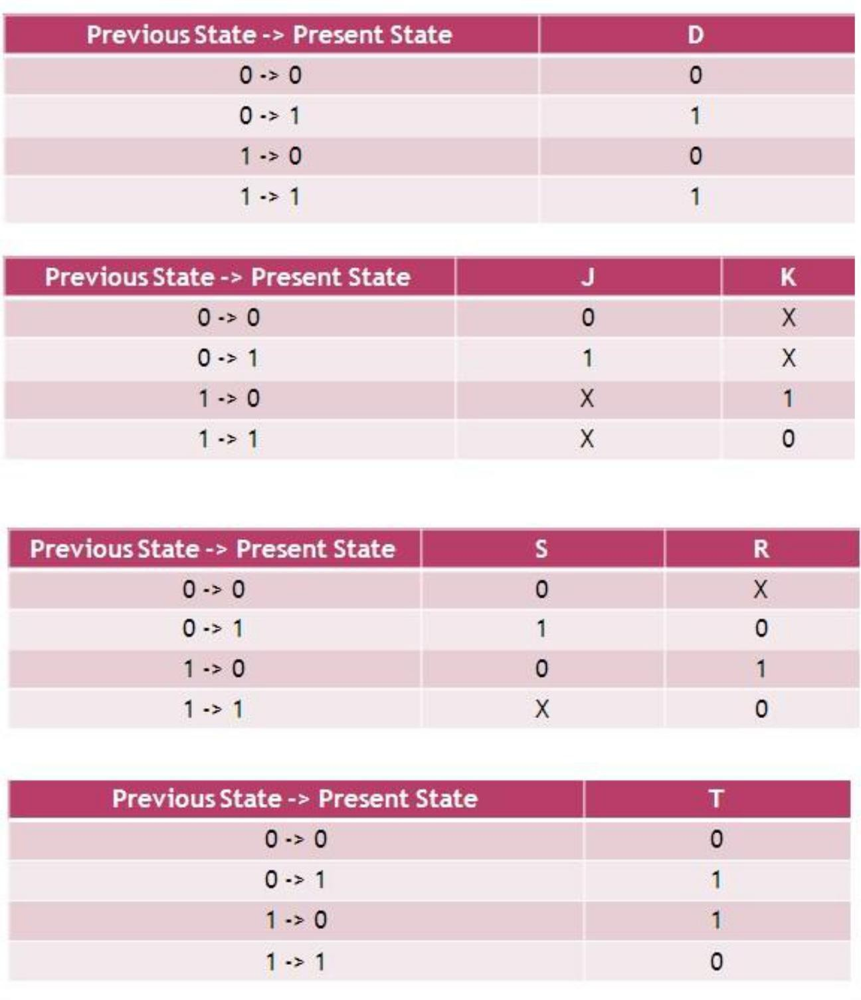 Previous State -> Present State D
0 -> 0 0
0 -> 1 1
1 -> 0 0
1 -> 1 1
Previous State -> Present State J K
0 -> 0 0 X
0 -> 1 1 X
1 -> 0 X 1
1 -> 1 X 0
Previous State -> Present State S R
0 -> 0 0 X
0 -> 1 1 0
1 -> 0 0 1
1 -> 1 X 0
Previous State -> Present State T
0 -> 0 0
0 -> 1 1
1 -> 0 1
1 -> 1 0